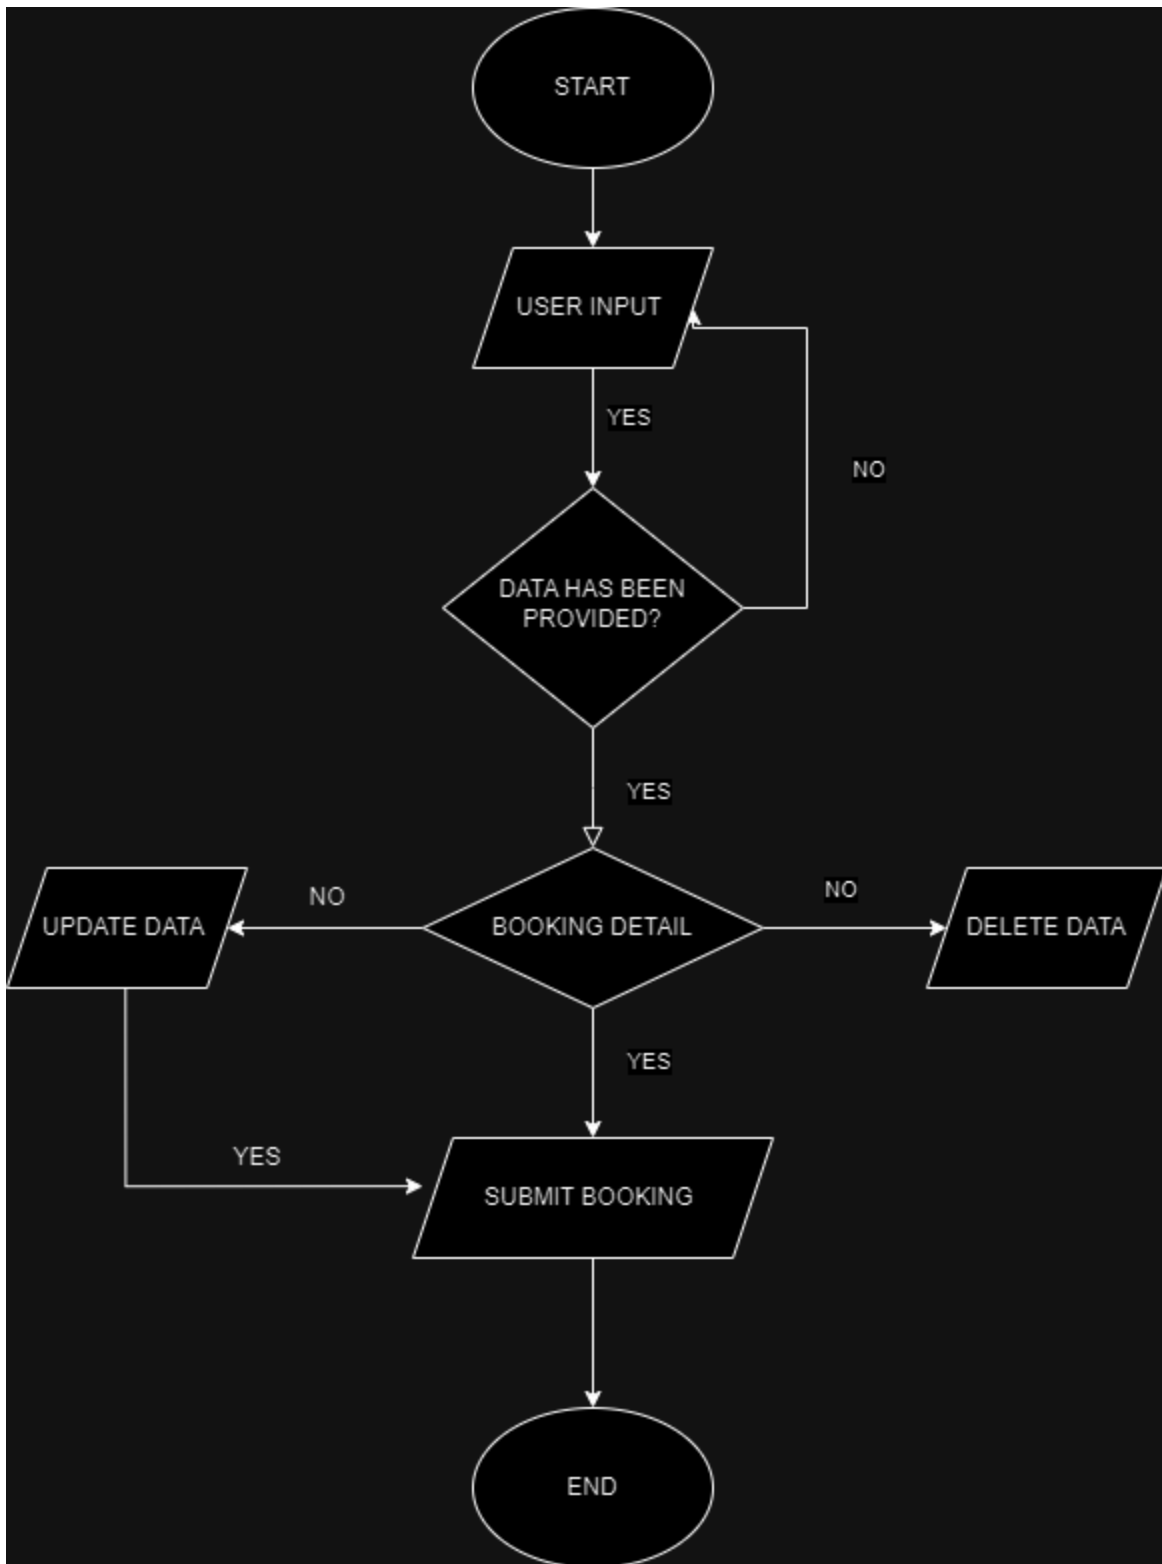 START
USER INPUT
YES
NO
DATA HAS BEEN
PROVIDED?
YES
UPDATE DATA
NO
BOOKING DETAIL
NO
DELETE DATA
YES
YES
SUBMIT BOOKING
END